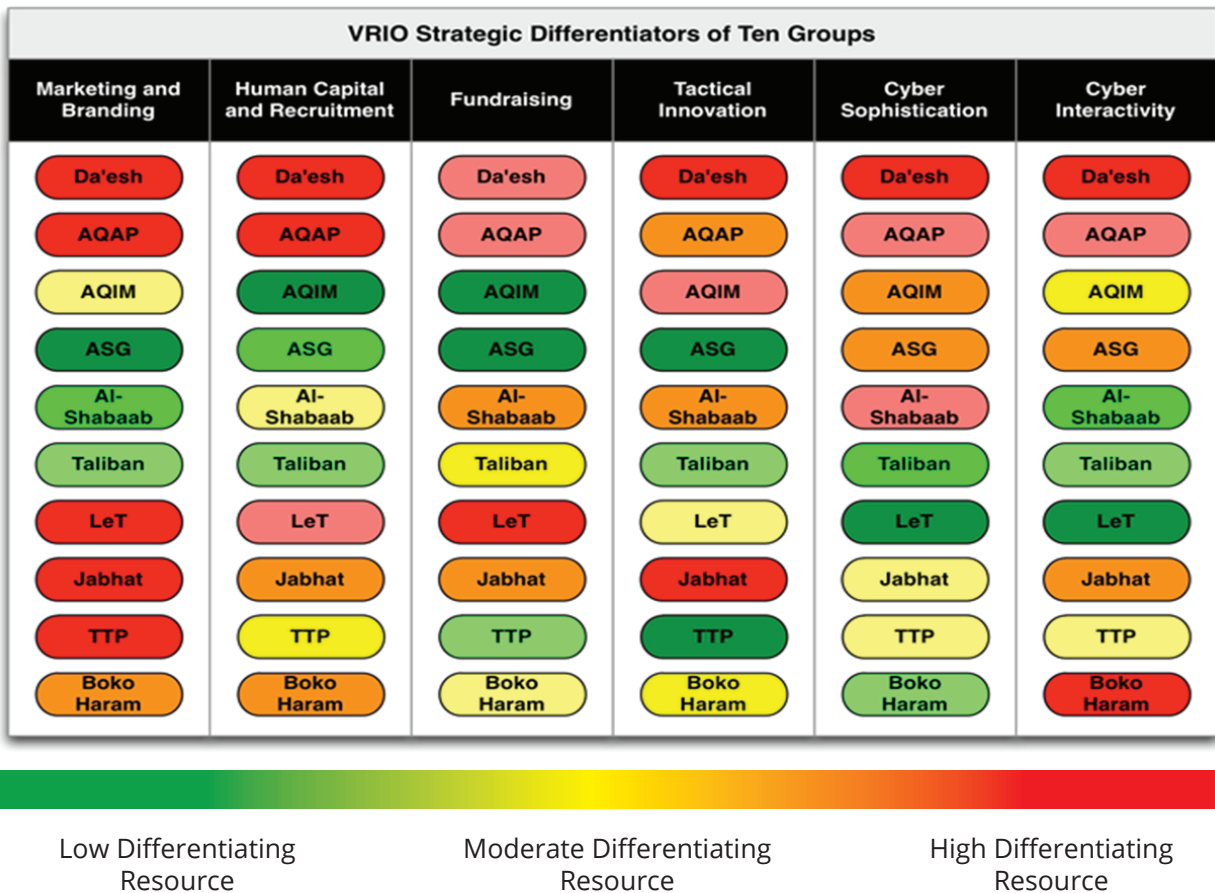 VRIO Strategic Differentiators of Ten Groups
Marketing and
Branding
Human Capital
and Recruitment
Fundraising
Tactical
Innovation
Cyber
Sophistication
Cyber
Interactivity
Da'esh
Da'esh
Da'esh
Da'esh
Da'esh
Da'esh
AQAP
AQAP
AQAP
AQAP
AQAP
AQAP
AQIM
AQIM
AQIM
AQIM
AQIM
AQIM
ASG
ASG
ASG
ASG
ASG
ASG
Al-
Shabaab
Al-
Shabaab
Al-
Shabaab
Al-
Shabaab
Al-
Shabaab
Al-
Shabaab
Taliban
Taliban
Taliban
Taliban
Taliban
Taliban
LeT
LeT
LeT
LeT
LeT
LeT
Jabhat
Jabhat
Jabhat
Jabhat
Jabhat
Jabhat
TTP
TTP
TTP
TTP
TTP
TTP
Boko
Haram
Boko
Haram
Boko
Haram
Boko
Haram
Boko
Haram
Boko
Haram
Low Differentiating
Resource
Moderate Differentiating
Resource
High Differentiating
Resource